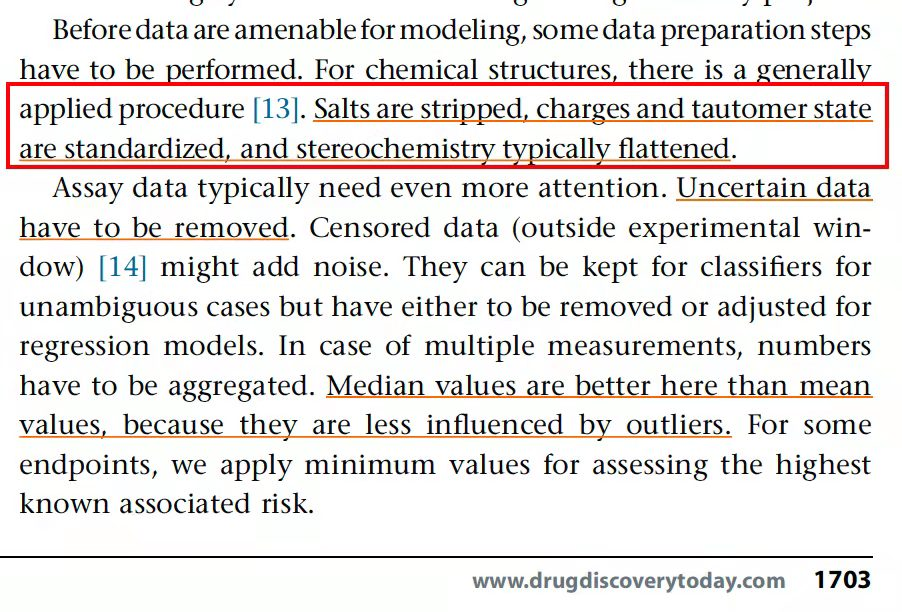 Before data are amenable for modeling, some data preparation steps
have to be performed. For chemical structures, there is a generally
applied procedure [13]. Salts are stripped, charges and tautomer state
are standardized, and stereochemistry typically flattened.
Assay data typically need even more attention. Uncertain data
have to be removed. Censored data (outside experimental win-
dow) [14] might add noise. They can be kept for classifiers for
unambiguous cases but have either to be removed or adjusted for
regression models. In case of multiple measurements, numbers
have to be aggregated. Median values are better here than mean
values, because they are less influenced by outliers. For some
endpoints, we apply minimum values for assessing the highest
known associated risk.
www.drugdiscoverytoday.com 1703